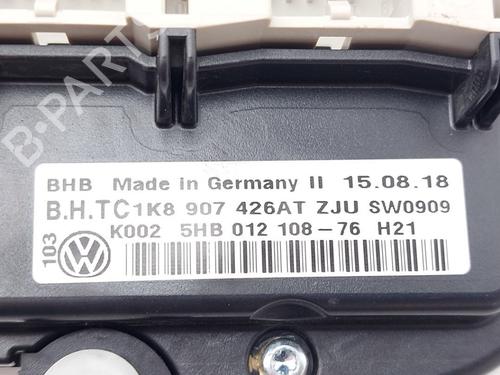 B-PARTS
BHB Made in Germany II 15.08.18
B.H.TC1K8 907 426AT ZJU SW0909
K002 5HB 012 108-76 H21
103